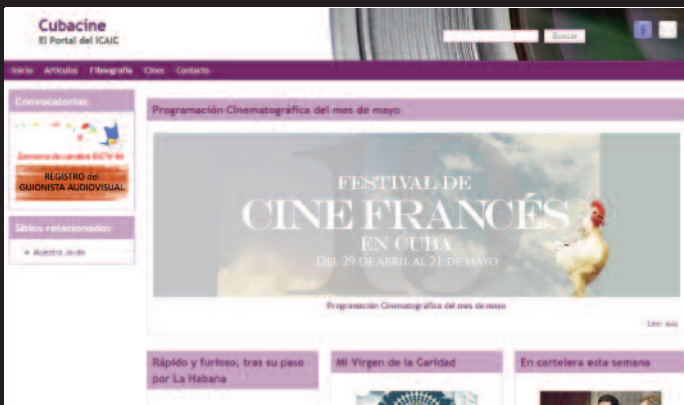 Cubacine
El Portal del ICAIC
Buscar
Inicio Artículos Filmografía Cines Contacto
Convocatorias
REGISTRO del
GUIONISTA AUDIOVISUAL
Sitios relacionados
Muestra Joven
Programación Cinematográfica del mes de mayo
FESTIVAL DE
CINE FRANCÉS
EN CUBA
DEL 29 DE ABRIL AL 21 DE MAYO
Programación Cinematográfica del mes de mayo
Leer más
Rápido y furioso, tras su paso
por La Habana
Mi Virgen de la Caridad
En cartelera esta semana